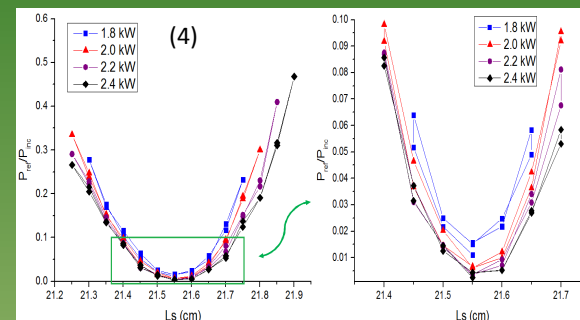 (4)
0.6
0.5
0.4
0.3
0.2
0.1
0.0
P_ref/P_inc
1.8 kW
2.0 kW
2.2 kW
2.4 kW
21.2 21.3 21.4 21.5 21.6 21.7 21.8 21.9
Ls (cm)
0.10
0.09
0.08
0.07
0.06
0.05
0.04
0.03
0.02
0.01
P_ref/P_inc
1.8 kW
2.0 kW
2.2 kW
2.4 kW
21.4 21.5 21.6 21.7
Ls (cm)